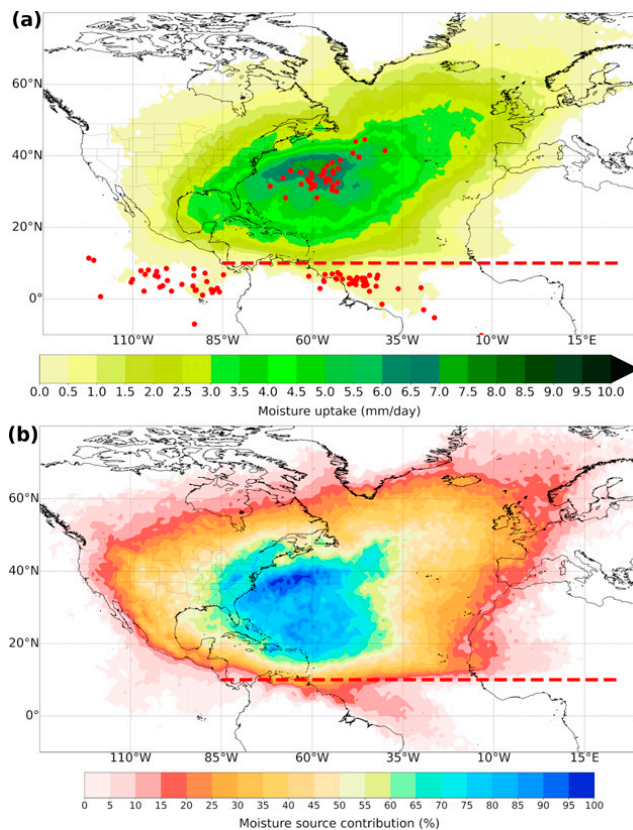 (a)
60°N
40°N
20°N
0°
110°W 85°W 60°W 35°W 10°W 15°E
0.0 0.5 1.0 1.5 2.0 2.5 3.0 3.5 4.0 4.5 5.0 5.5 6.0 6.5 7.0 7.5 8.0 8.5 9.0 9.5 10.0
Moisture uptake (mm/day)
(b)
60°N
40°N
20°N
0°
110°W 85°W 60°W 35°W 10°W 15°E
0 5 10 15 20 25 30 35 40 45 50 55 60 65 70 75 80 85 90 95 100
Moisture source contribution (%)